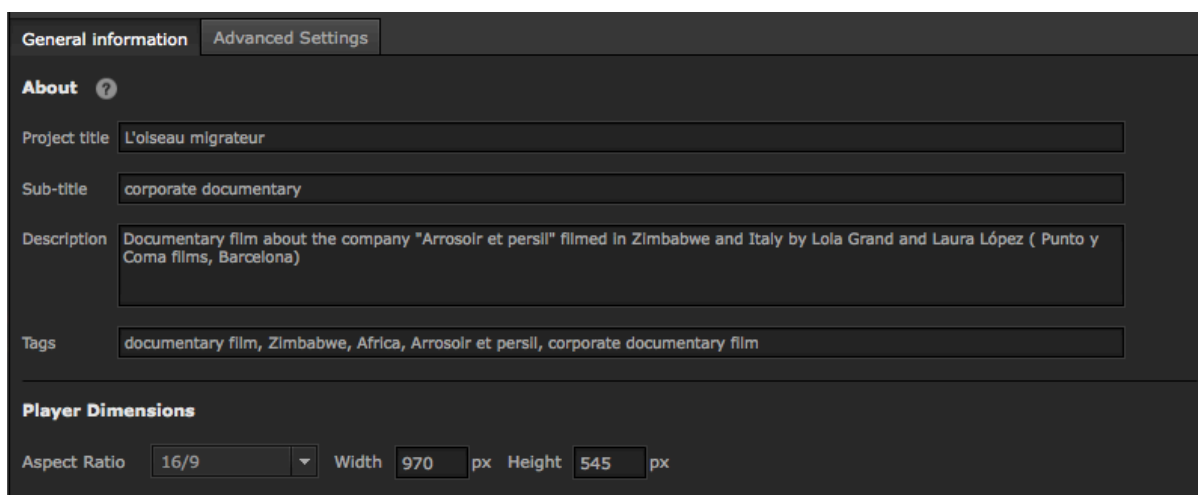 General information Advanced Settings
About ?
Project title L'oiseau migrateur
Sub-title corporate documentary
Description Documentary film about the company "Arrosoir et persil" filmed in Zimbabwe and Italy by Lola Grand and Laura López ( Punto y
Coma films, Barcelona)
Tags documentary film, Zimbabwe, Africa, Arrosoir et persil, corporate documentary film
Player Dimensions
Aspect Ratio 16/9 Width 970 px Height 545 px